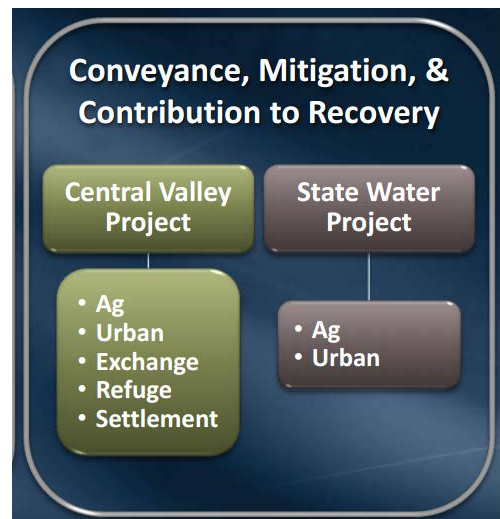 Conveyance, Mitigation, &
Contribution to Recovery
Central Valley
Project
State Water
Project
• Ag
• Urban
• Exchange
• Refuge
• Settlement
• Ag
• Urban